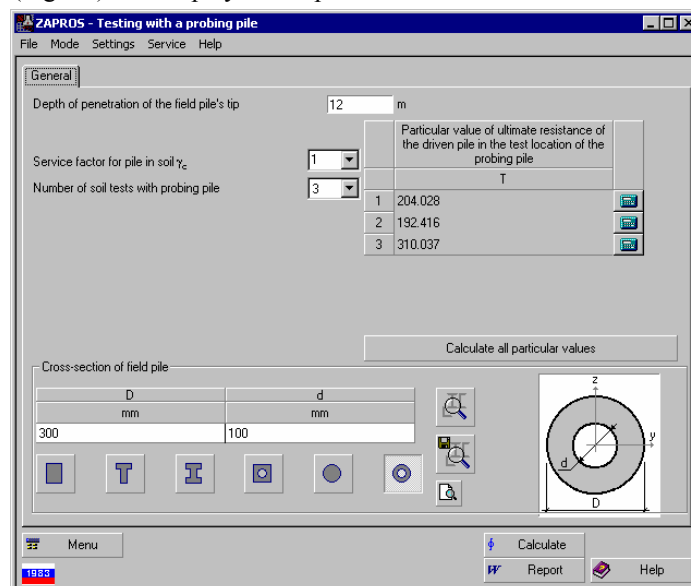 ZAPROS - Testing with a probing pile
File Mode Settings Service Help
General
Depth of penetration of the field pile's tip 12 m
Service factor for pile in soil γc 1
Number of soil tests with probing pile 3
Particular value of ultimate resistance of
the driven pile in the test location of the
probing pile
T
1 204.028
2 192.416
3 310.037
Calculate all particular values
Cross-section of field pile
D d
mm mm
300 100
z
y
d
D
Menu
Calculate
1983
W Report
Help